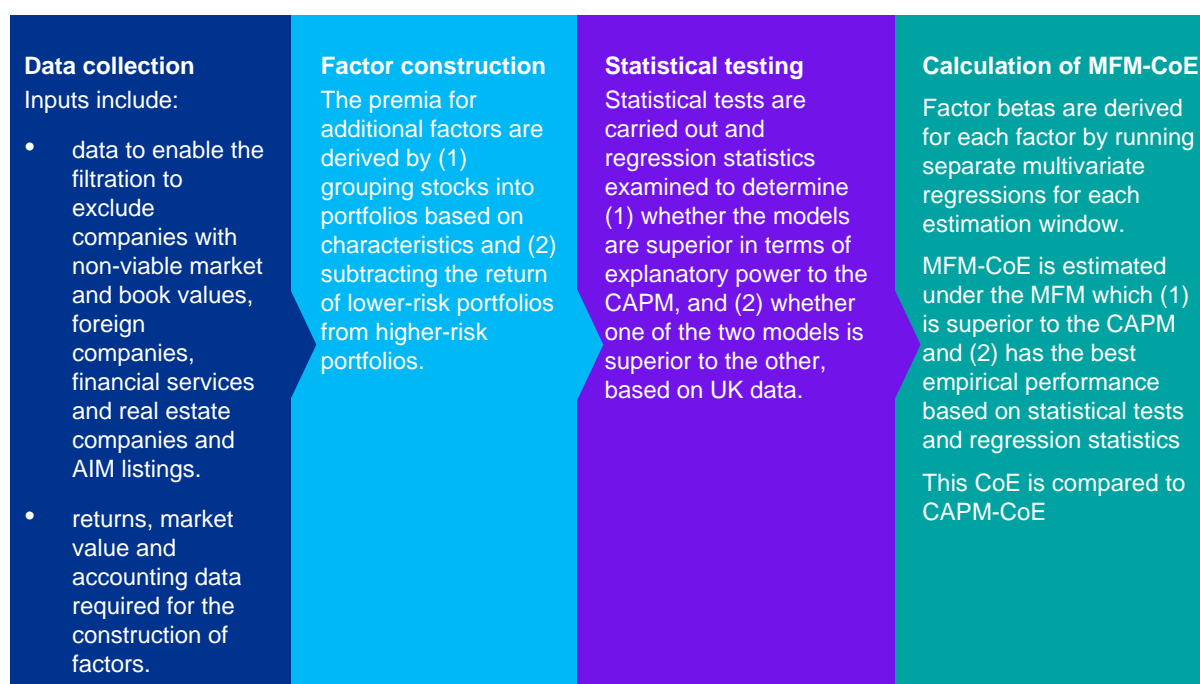 Data collection
Inputs include:
• data to enable the
filtration to
exclude
companies with
non-viable market
and book values,
foreign
companies,
financial services
and real estate
companies and
AIM listings.
• returns, market
value and
accounting data
required for the
construction of
factors.
Factor construction
The premia for
additional factors are
derived by (1)
grouping stocks into
portfolios based on
characteristics and (2)
subtracting the return
of lower-risk portfolios
from higher-risk
portfolios.
Statistical testing
Statistical tests are
carried out and
regression statistics
examined to determine
(1) whether the models
are superior in terms of
explanatory power to the
CAPM, and (2) whether
one of the two models is
superior to the other,
based on UK data.
Calculation of MFM-CoE
Factor betas are derived
for each factor by running
separate multivariate
regressions for each
estimation window.
MFM-CoE is estimated
under the MFM which (1)
is superior to the CAPM
and (2) has the best
empirical performance
based on statistical tests
and regression statistics
This CoE is compared to
CAPM-CoE